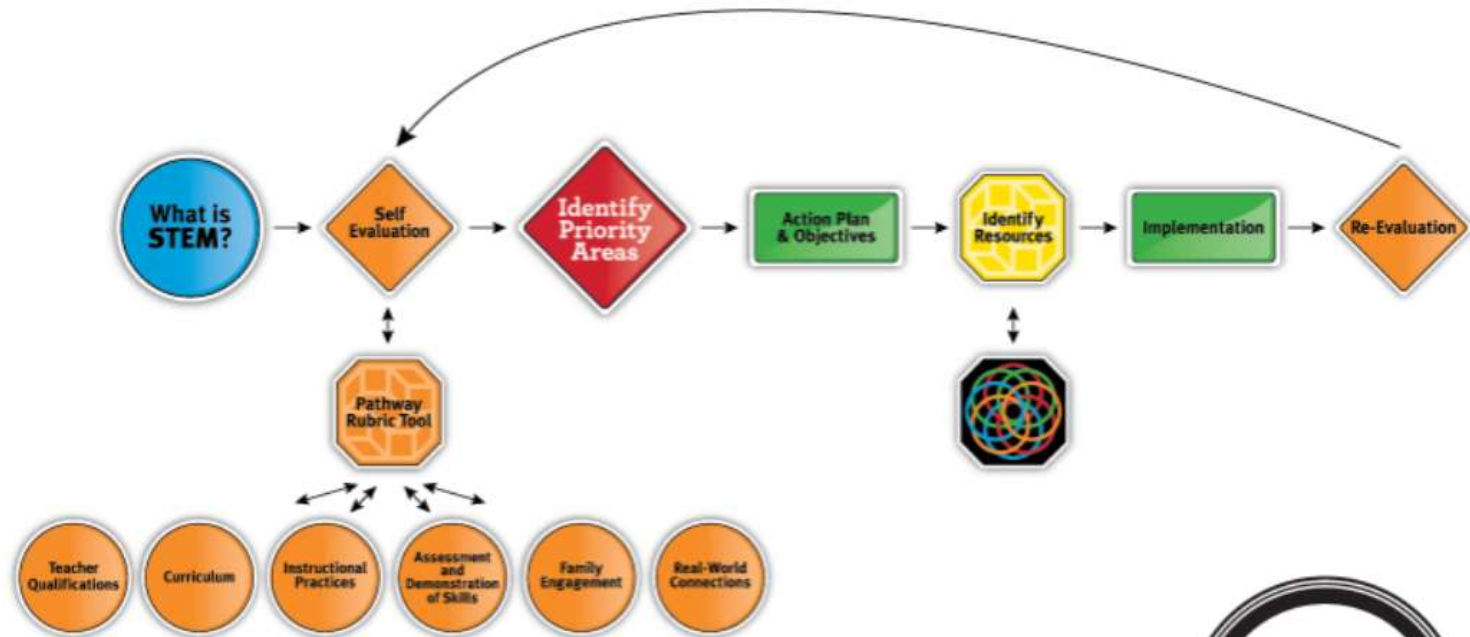 What is
STEM?
Self
Evaluation
Identify
Priority
Areas
Action Plan
& Objectives
Identify
Resources
Implementation
Re-Evaluation
Pathway
Rubric Tool
Teacher
Qualifications
Curriculum
Instructional
Practices
Assessment
and
Demonstration
of Skills
Family
Engagement
Real-World
Connections